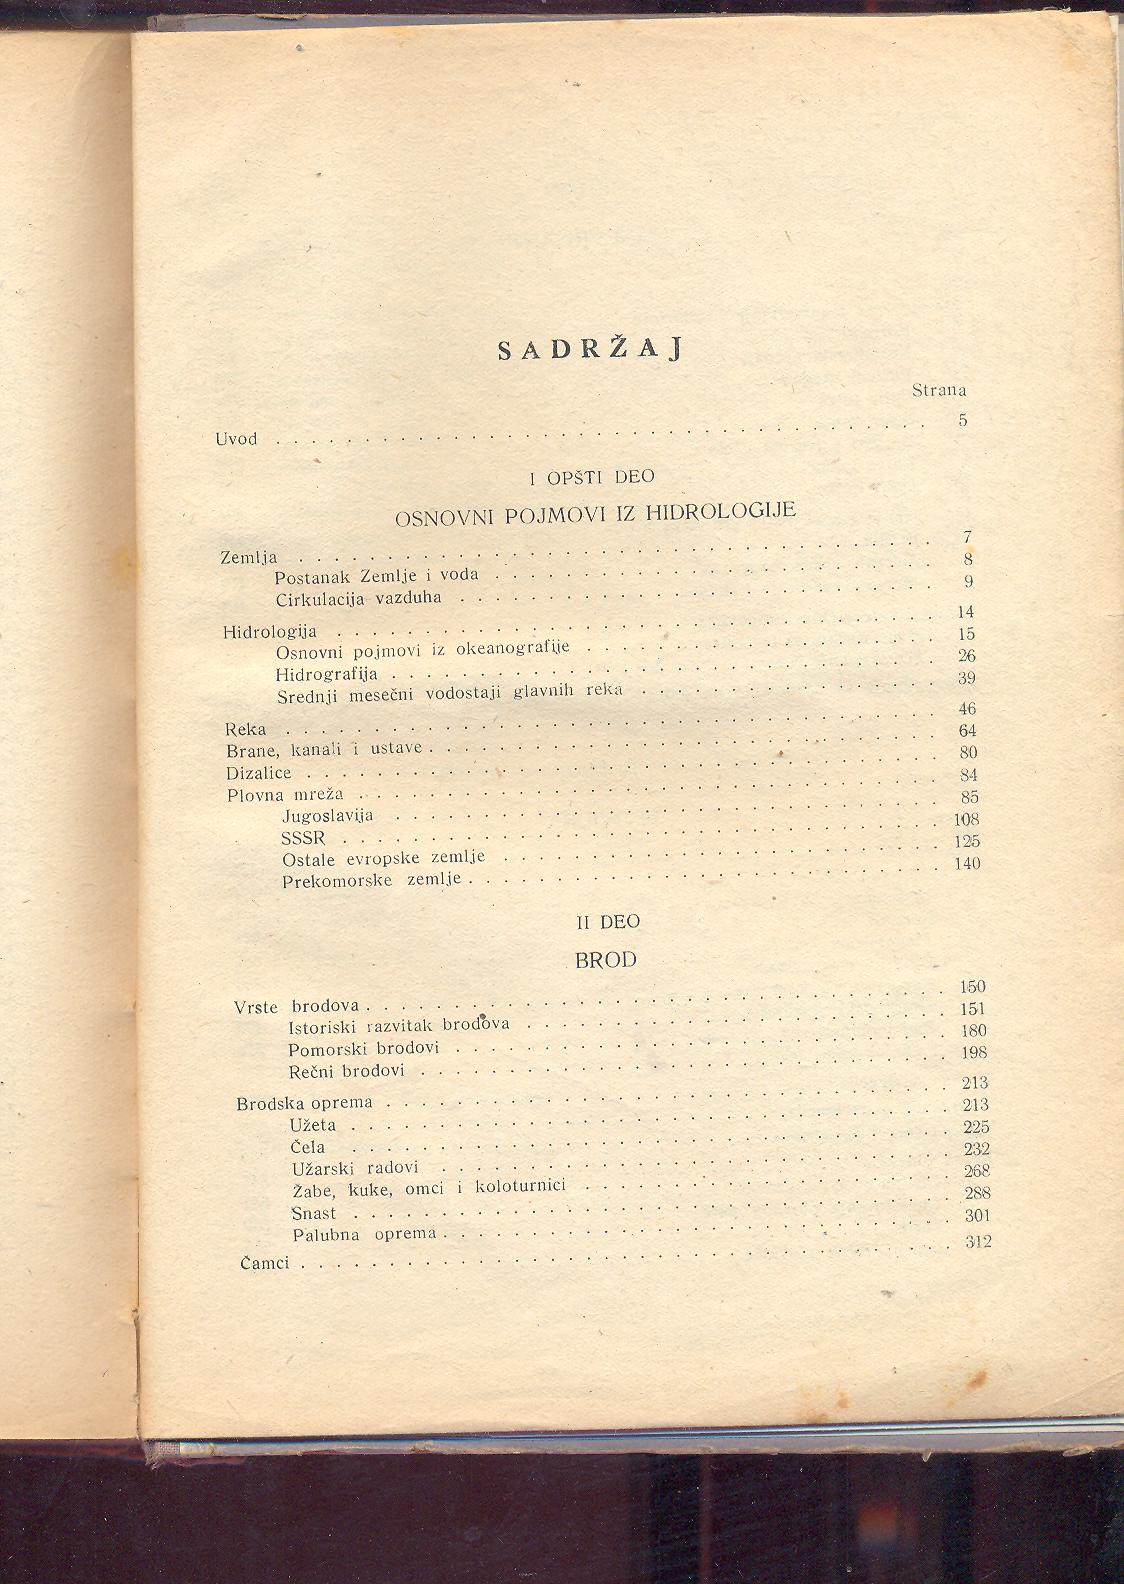 SADRŽAJ
Strana
Uvod . . . . . . . . . . . . . . . . . . . . 5
I OPŠTI DEO
OSNOVNI POJMOVI IZ HIDROLOGIJE
Zemlja . . . . . . . . . . . . . . . . . . . . 7
Postanak Zemlje i voda . . . . . . . . . . . . . . . . . . . . 8
Cirkulacija vazduha . . . . . . . . . . . . . . . . . . . . 9
Hidrologija . . . . . . . . . . . . . . . . . . . . 14
Osnovni pojmovi iz okeanografije . . . . . . . . . . . . . . . . . . . . 15
Hidrografija . . . . . . . . . . . . . . . . . . . . 26
Srednji mesečni vodostaji glavnih reka . . . . . . . . . . . . . . . . . 39
Reka . . . . . . . . . . . . . . . . . . . . 46
Brane, kanali i ustave . . . . . . . . . . . . . . . . . . . . 64
Dizalice . . . . . . . . . . . . . . . . . . . . 80
Plovna mreža . . . . . . . . . . . . . . . . . . . . 84
Jugoslavija . . . . . . . . . . . . . . . . . . . . 85
SSSR . . . . . . . . . . . . . . . . . . . . 108
Ostale evropske zemlje . . . . . . . . . . . . . . . . . . . . 125
Prekomorske zemlje . . . . . . . . . . . . . . . . . . . . 140
II DEO
BROD
Vrste brodova . . . . . . . . . . . . . . . . . . . . 150
Istoriski razvitak brodova . . . . . . . . . . . . . . . . . . . . 151
Pomorski brodovi . . . . . . . . . . . . . . . . . . . . 180
Rečni brodovi . . . . . . . . . . . . . . . . . . . . 198
Brodska oprema . . . . . . . . . . . . . . . . . . . . 213
Užeta . . . . . . . . . . . . . . . . . . . . 213
Čela . . . . . . . . . . . . . . . . . . . . 225
Užarski radovi . . . . . . . . . . . . . . . . . . . . 232
Žabe, kuke, omci i koloturnici . . . . . . . . . . . . . . . . . . . . 268
Snast . . . . . . . . . . . . . . . . . . . . 288
Palubna oprema . . . . . . . . . . . . . . . . . . . . 301
Čamci . . . . . . . . . . . . . . . . . . . . 312